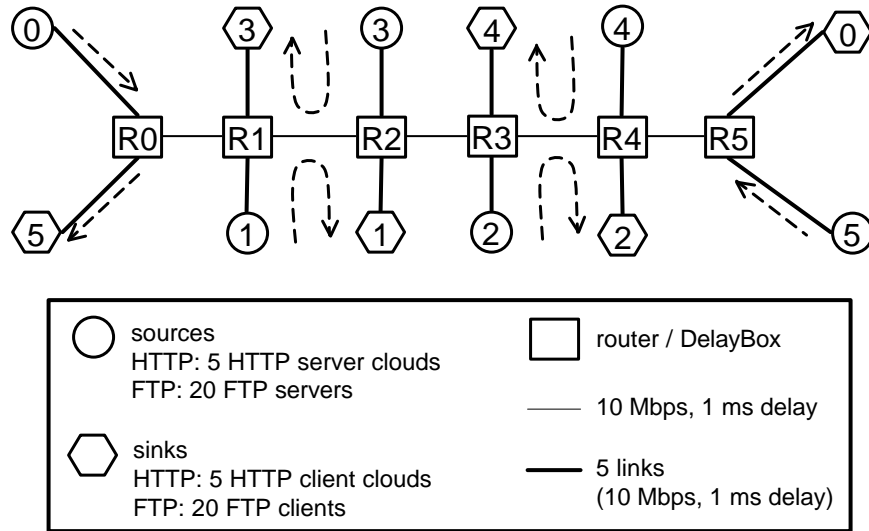 0
3
3
4
4
0
R0
R1
R2
R3
R4
R5
5
1
1
2
2
5
sources
HTTP: 5 HTTP server clouds
FTP: 20 FTP servers
router / DelayBox
10 Mbps, 1 ms delay
sinks
HTTP: 5 HTTP client clouds
FTP: 20 FTP clients
5 links
(10 Mbps, 1 ms delay)